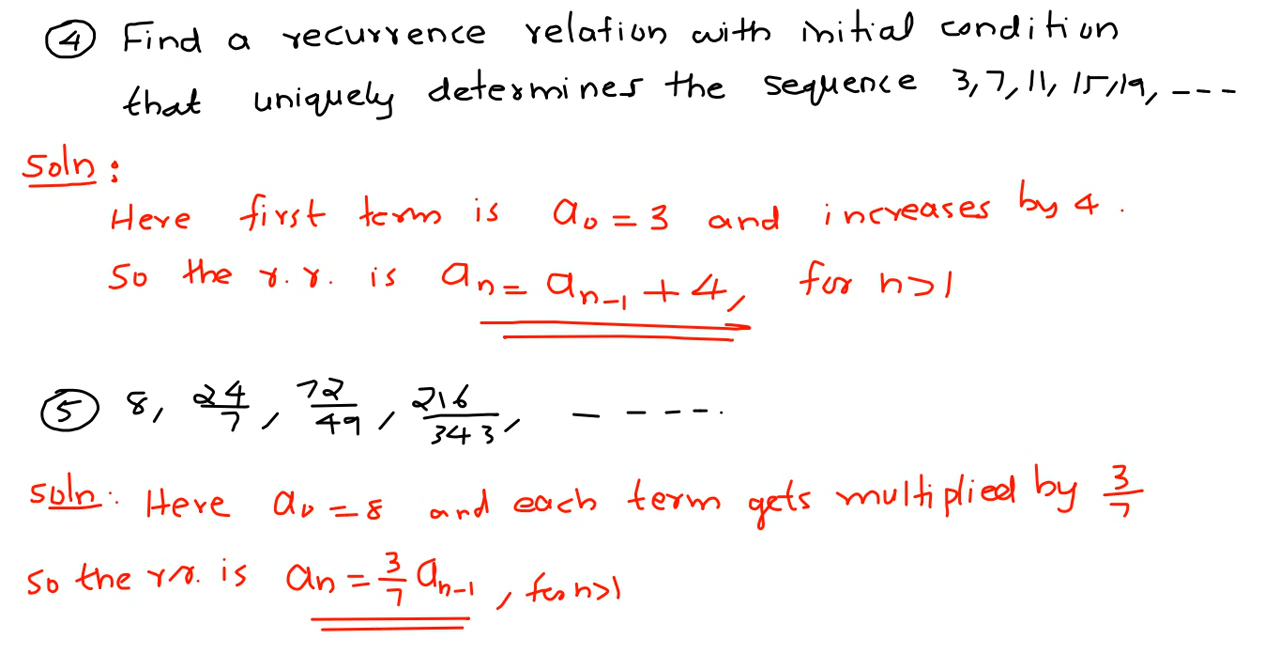 ④ Find a recurrence relation with initial condition
that uniquely determines the sequence 3, 7, 11, 15, 19, ---
Soln:
Here first term is a₀ = 3 and increases by 4.
So the r.r. is aₙ = aₙ₋₁ + 4, for n>1
⑤ 8, 24/7, 72/49, 216/343, - - - - -.
Soln: Here a₀ = 8 and each term gets multiplied by 3/7
So the r.r. is aₙ = 3/7 aₙ₋₁, for n>1